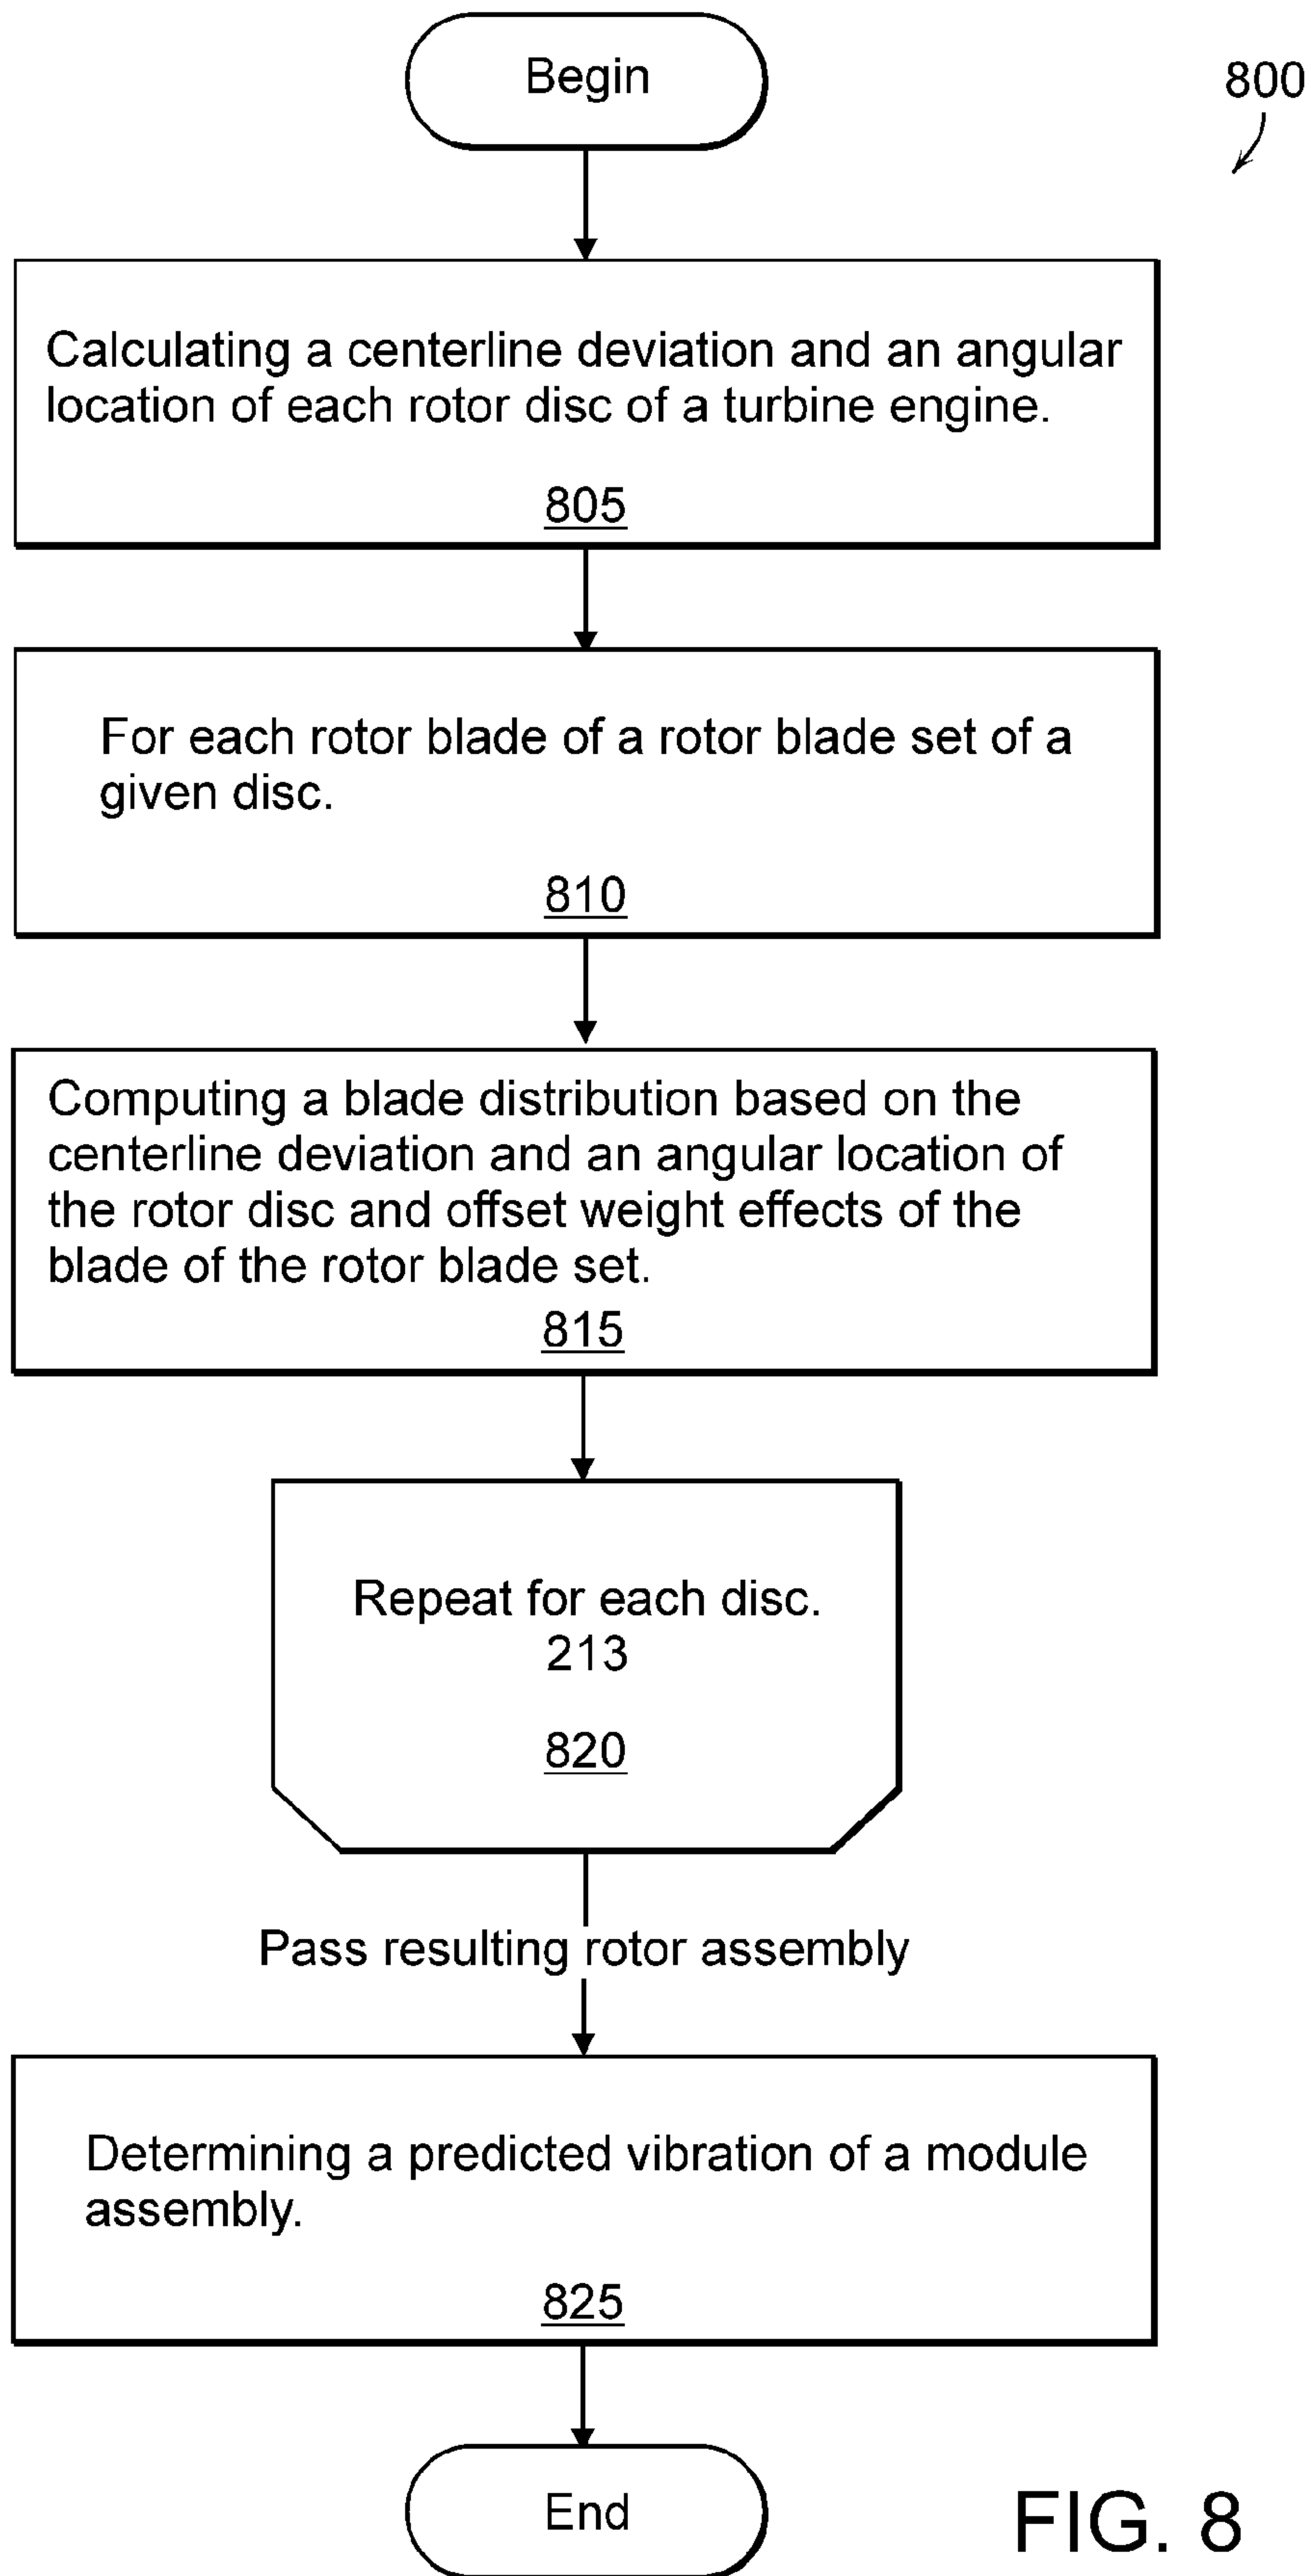 Begin
800
Calculating a centerline deviation and an angular
location of each rotor disc of a turbine engine.
805
For each rotor blade of a rotor blade set of a
given disc.
810
Computing a blade distribution based on the
centerline deviation and an angular location of
the rotor disc and offset weight effects of the
blade of the rotor blade set.
815
Repeat for each disc.
213
820
Pass resulting rotor assembly
Determining a predicted vibration of a module
assembly.
825
End
FIG. 8